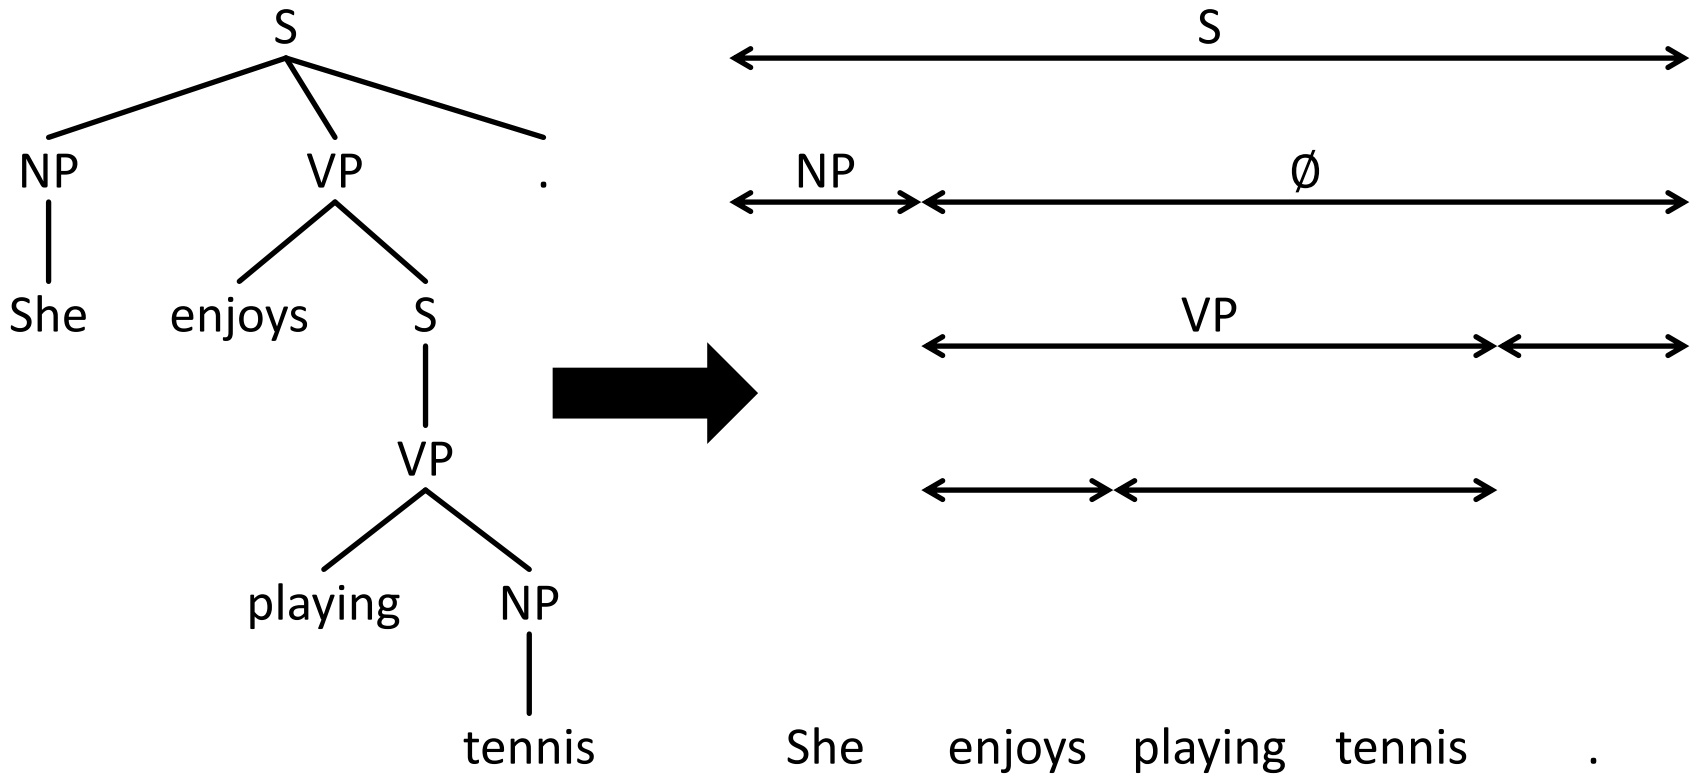 S
S
NP VP .
NP Ø
She enjoys S
VP
VP
playing NP
tennis
She enjoys playing tennis .